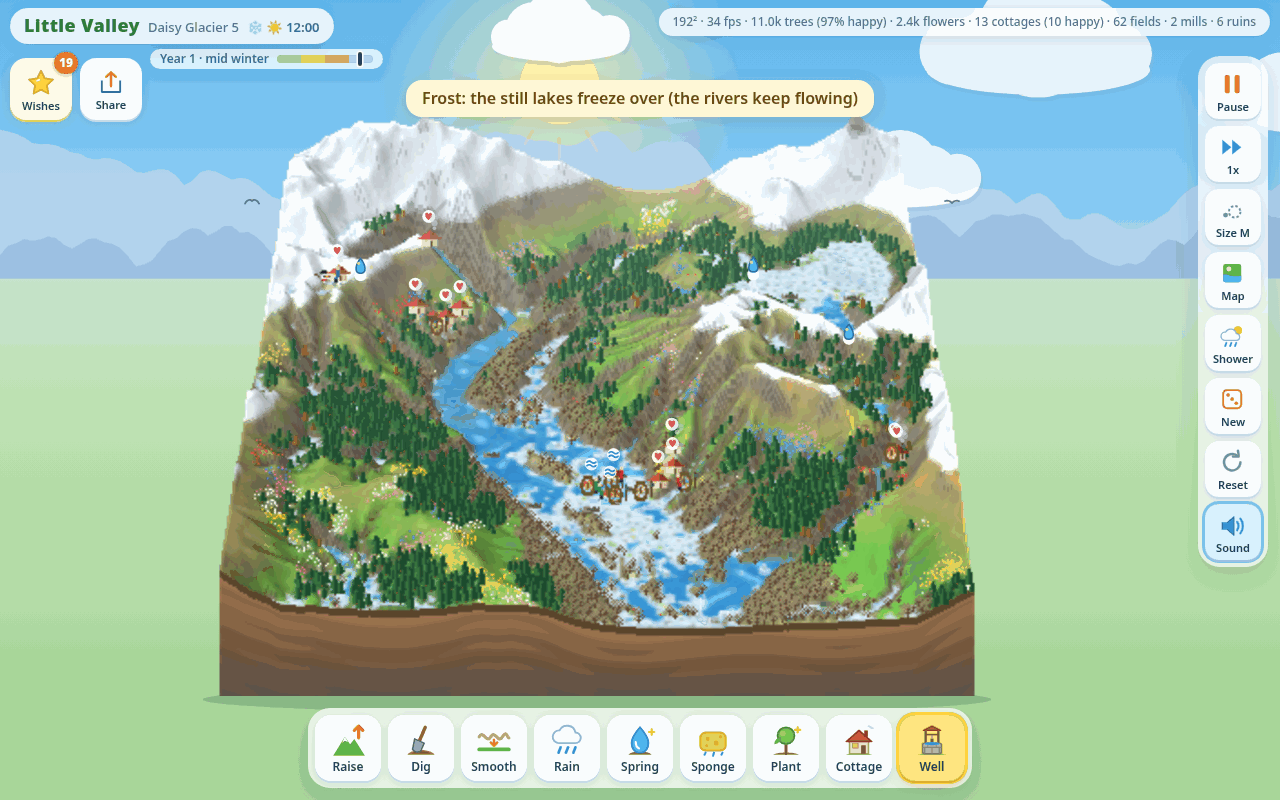 Little Valley Daisy Glacier 5 12:00
192² · 34 fps · 11.0k trees (97% happy) · 2.4k flowers · 13 cottages (10 happy) · 62 fields · 2 mills · 6 ruins
Year 1 · mid winter
19
Wishes
Share
Frost: the still lakes freeze over (the rivers keep flowing)
Pause
1x
Size M
Map
Shower
New
Reset
Sound
Raise
Dig
Smooth
Rain
Spring
Sponge
Plant
Cottage
Well